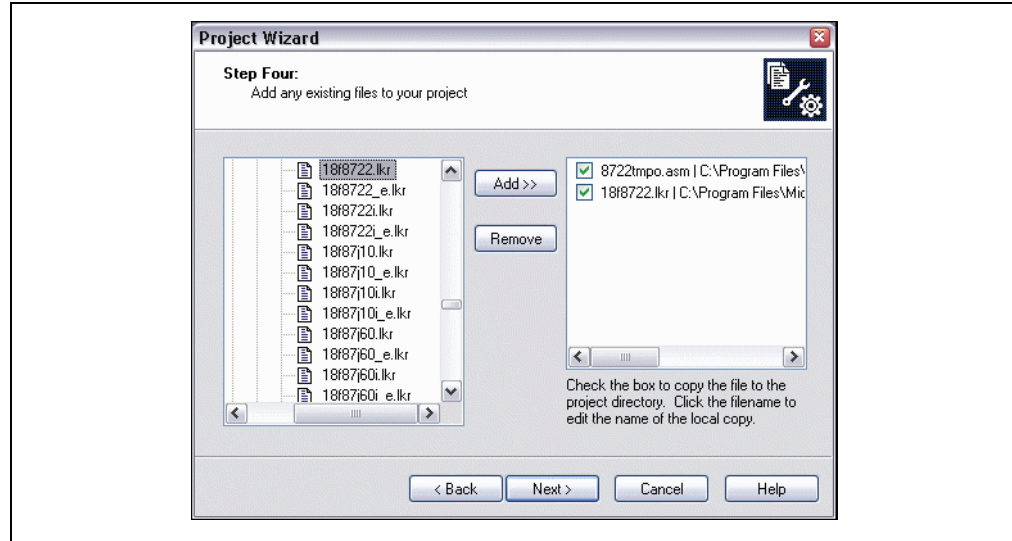 Project Wizard
Step Four:
Add any existing files to your project
18f8722.lkr
18f8722_e.lkr
18f8722i.lkr
18f8722i_e.lkr
18f87j10.lkr
18f87j10_e.lkr
18f87j10i.lkr
18f87j10i_e.lkr
18f87j60.lkr
18f87j60_e.lkr
18f87j60i.lkr
18f87j60i_e.lkr
Add >>
Remove
8722tmpo.asm | C:\Program Files\
18f8722.lkr | C:\Program Files\Mic
Check the box to copy the file to the
project directory. Click the filename to
edit the name of the local copy.
< Back
Next >
Cancel
Help